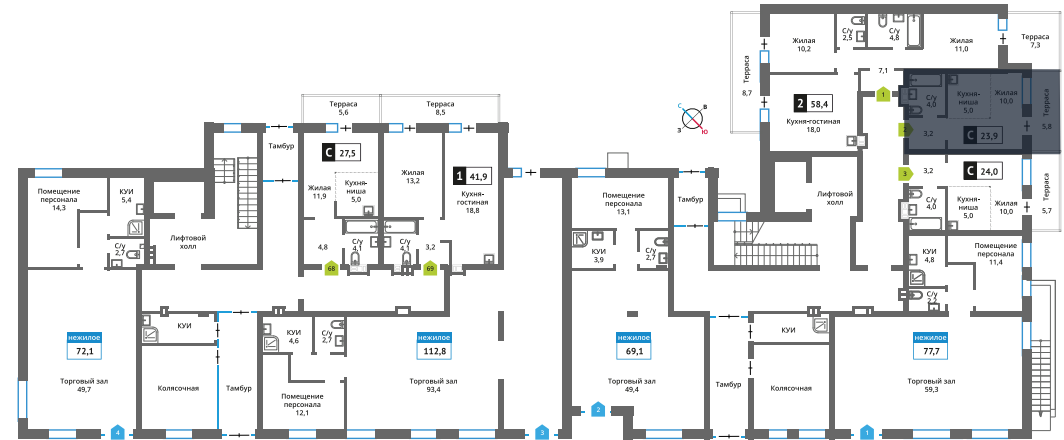 Жилая
10,2
С/у
2,5
С/у
4,8
Жилая
11,0
Терраса
7,3
Терраса
8,7
7,1
2 58,4
Кухня-гостиная
18,0
1
С/у
4,0
Кухня-
ниша
5,0
Жилая
10,0
Терраса
5,8
2
3,2
С 23,9
3
3,2
С 24,0
С/у
4,0
Кухня-
ниша
5,0
Жилая
10,0
5,7
С
В
З
Ю
Терраса
5,6
Терраса
8,5
Тамбур
С 27,5
Жилая
11,9
Кухня-
ниша
5,0
4,8
С/у
4,1
68
Жилая
13,2
1 41,9
Кухня-
гостиная
18,8
С/у
4,1
3,2
69
Помещение
персонала
14,3
КУИ
5,4
С/у
2,7
Лифтовой
холл
нежилое
72,1
Торговый зал
49,7
4
КУИ
Колясочная
Тамбур
КУИ
4,6
С/у
2,7
Помещение
персонала
12,1
нежилое
112,8
Торговый зал
93,4
3
Помещение
персонала
13,1
КУИ
3,9
С/у
2,7
Тамбур
Лифтовой
холл
нежилое
69,1
Торговый зал
49,4
2
Тамбур
КУИ
Колясочная
КУИ
4,8
С/у
2,2
Помещение
персонала
11,4
нежилое
77,7
Торговый зал
59,3
1